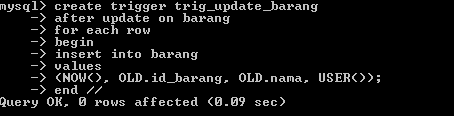 mysql> create trigger trig_update_barang
-> after update on barang
-> for each row
-> begin
-> insert into barang
-> values
-> (NOW(), OLD.id_barang, OLD.nama, USER());
-> end //
Query OK, 0 rows affected (0.09 sec)